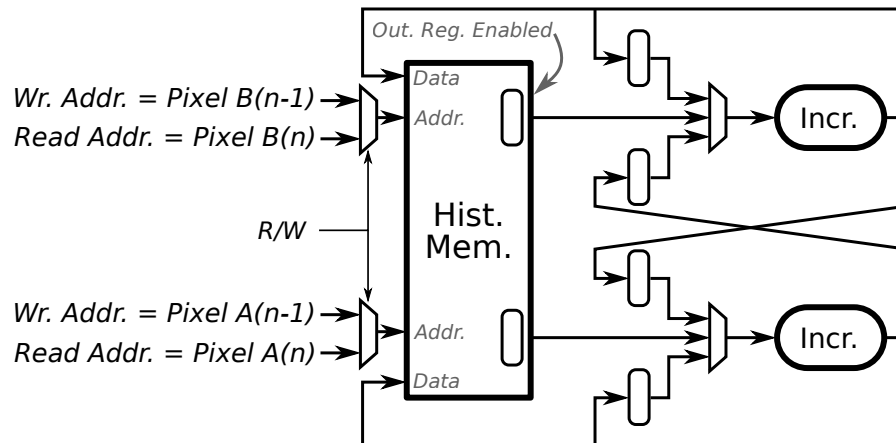 Out. Reg. Enabled
Data
Wr. Addr. = Pixel B(n-1)
Addr.
Read Addr. = Pixel B(n)
Incr.
Hist.
Mem.
R/W
Wr. Addr. = Pixel A(n-1)
Addr.
Read Addr. = Pixel A(n)
Incr.
Data